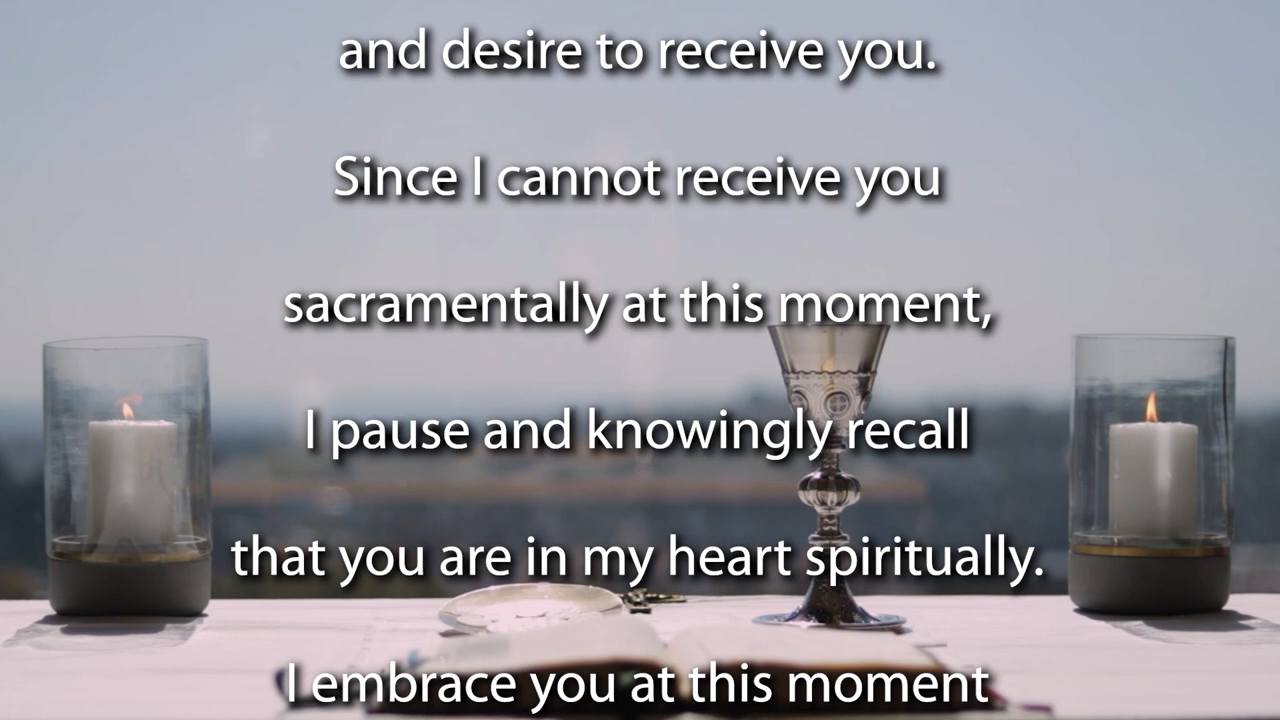 and desire to receive you.
Since I cannot receive you
sacramentally at this moment,
I pause and knowingly recall
that you are in my heart spiritually.
I embrace you at this moment